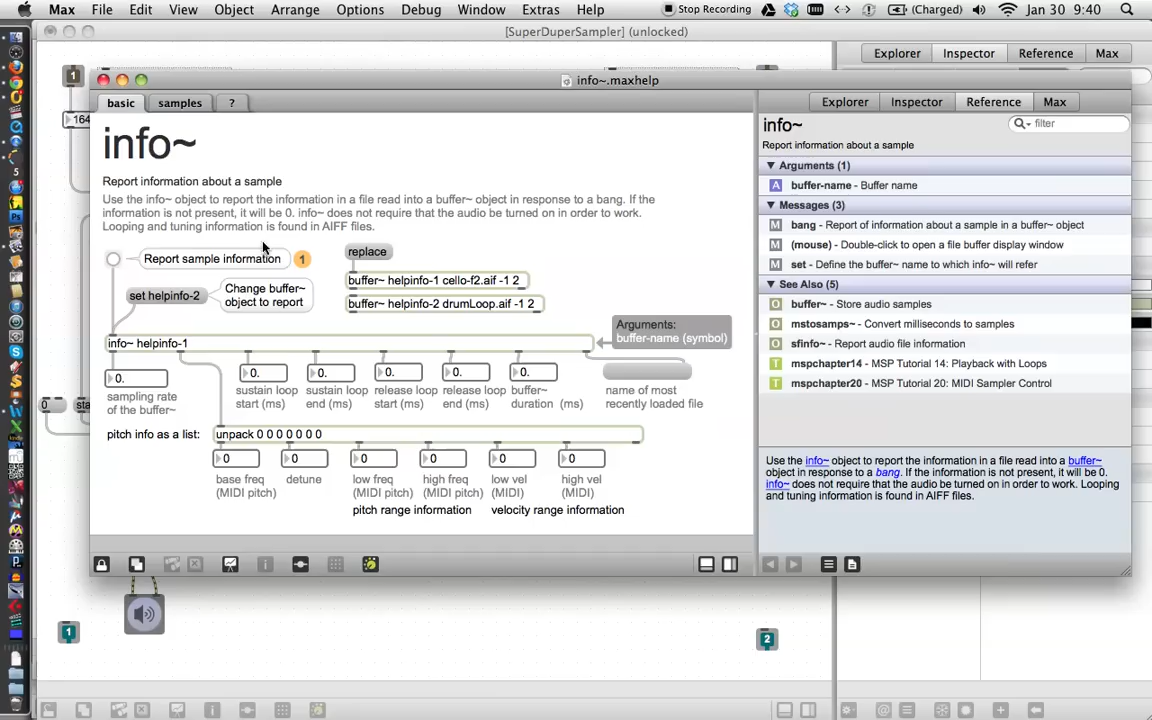 Max File Edit View Object Arrange Options Debug Window Extras Help Stop Recording (Charged) Jan 30 9:40
[SuperDuperSampler] (unlocked)
Explorer Inspector Reference Max
1
164
0
sta
info~.maxhelp
basic samples ?
info~
Report information about a sample
Use the info~ object to report the information in a file read into a buffer~ object in response to a bang. If the
information is not present, it will be 0. info~ does not require that the audio be turned on in order to work.
Looping and tuning information is found in AIFF files.
Report sample information 1
replace
set helpinfo-2
Change buffer~
object to report
buffer~ helpinfo-1 cello-f2.aif -1 2
buffer~ helpinfo-2 drumLoop.aif -1 2
Arguments:
buffer-name (symbol)
info~ helpinfo-1
0. 0. 0. 0. 0. 0.
sampling rate
of the buffer~
sustain loop
start (ms)
sustain loop
end (ms)
release loop
start (ms)
release loop
end (ms)
buffer~
duration (ms)
name of most
recently loaded file
pitch info as a list: unpack 0 0 0 0 0 0 0
0 0 0 0 0 0
base freq
(MIDI pitch)
detune
low freq
(MIDI pitch)
high freq
(MIDI pitch)
low vel
(MIDI)
high vel
(MIDI)
pitch range information velocity range information
Explorer Inspector Reference Max
info~ filter
Report information about a sample
Arguments (1)
A buffer-name - Buffer name
Messages (3)
M bang - Report of information about a sample in a buffer~ object
M (mouse) - Double-click to open a file buffer display window
M set - Define the buffer~ name to which info~ will refer
See Also (5)
O buffer~ - Store audio samples
O mstosamps~ - Convert milliseconds to samples
O sfinfo~ - Report audio file information
T mspchapter14 - MSP Tutorial 14: Playback with Loops
T mspchapter20 - MSP Tutorial 20: MIDI Sampler Control
Use the info~ object to report the information in a file read into a buffer~
object in response to a bang. If the information is not present, it will be 0.
info~ does not require that the audio be turned on in order to work. Looping
and tuning information is found in AIFF files.
1
2